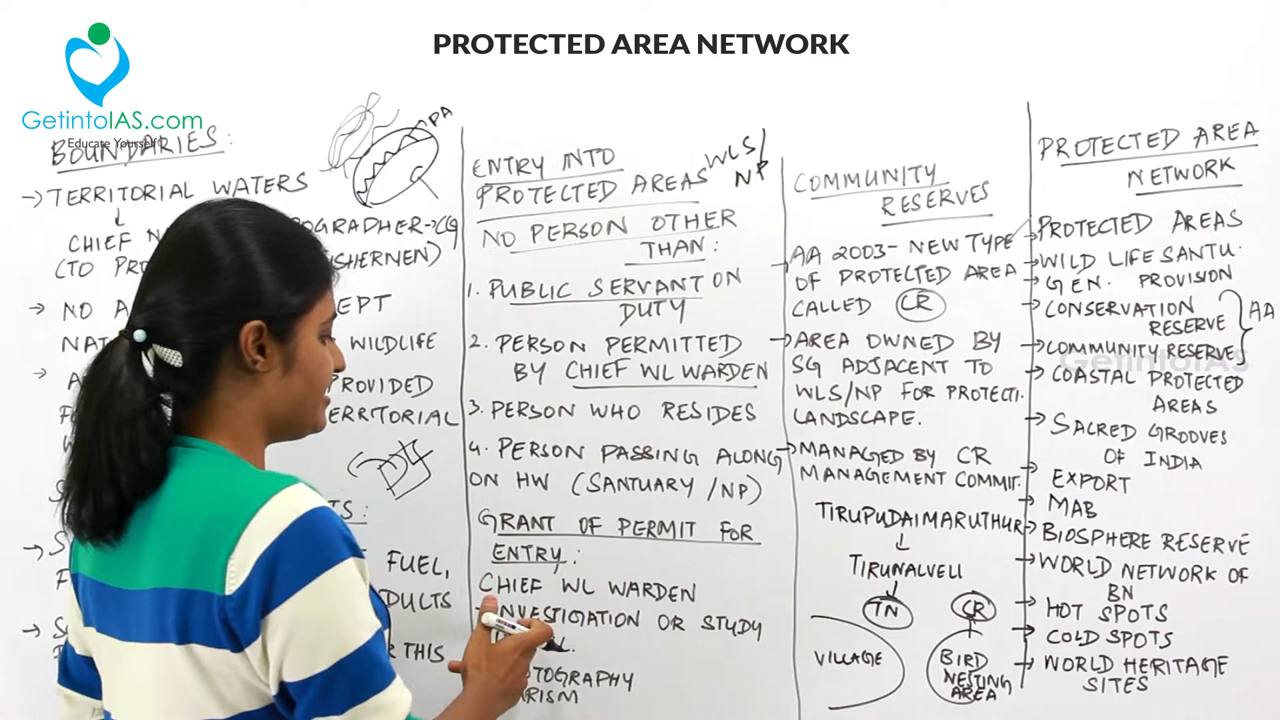 PROTECTED AREA NETWORK
GetintoIAS.com
Educate Yourself
BOUNDARIES:
PA
→ TERRITORIAL WATERS
↓
CHIEF OGRAPHER→
(TO PR SHERNEN)
→ NO A EPT
NAT WILDLIFE
→ A PROVIDED
ERRITORIAL
TS:
→ S
F FUEL,
DULTS
→ S
R THIS
ENTRY INTO
PROTECTED AREAS WLS/
NP
NO PERSON OTHER
THAN:
1. PUBLIC SERVANT ON
DUTY
2. PERSON PERMITTED
BY CHIEF WL WARDEN
3. PERSON WHO RESIDES
4. PERSON PASSING ALONG
ON HW (SANTUARY /NP)
GRANT OF PERMIT FOR
ENTRY:
CHIEF WL WARDEN
INVESTIGATION OR STUDY
OTOGRAPHY
RISM
COMMUNITY
RESERVES
→ AA 2003- NEW TYPE
OF PROTECTED AREA
CALLED CR
→ AREA OWNED BY
SG ADJACENT TO
WLS/NP FOR PROTECTI.
LANDSCAPE.
→ MANAGED BY CR
MANAGEMENT COMMIT.
TIRUPUDAIMARUTHUR
↓
TIRUNALVELI
↓
TN CR
VILLAGE
BIRD
NESTING
AREA
PROTECTED AREA
NETWORK
→ PROTECTED AREAS
→ WILD LIFE SANTU.
→ GEN. PROVISION
→ CONSERVATION
RESERVE
→ COMMUNITY RESERVE } AA
GetintoIAS
→ COASTAL PROTECTED
AREAS
→ SACRED GROOVES
OF INDIA
→ EXPORT
→ MAB
→ BIOSPHERE RESERVE
→ WORLD NETWORK OF
BN
→ HOT SPOTS
→ COLD SPOTS
→ WORLD HERITAGE
SITES